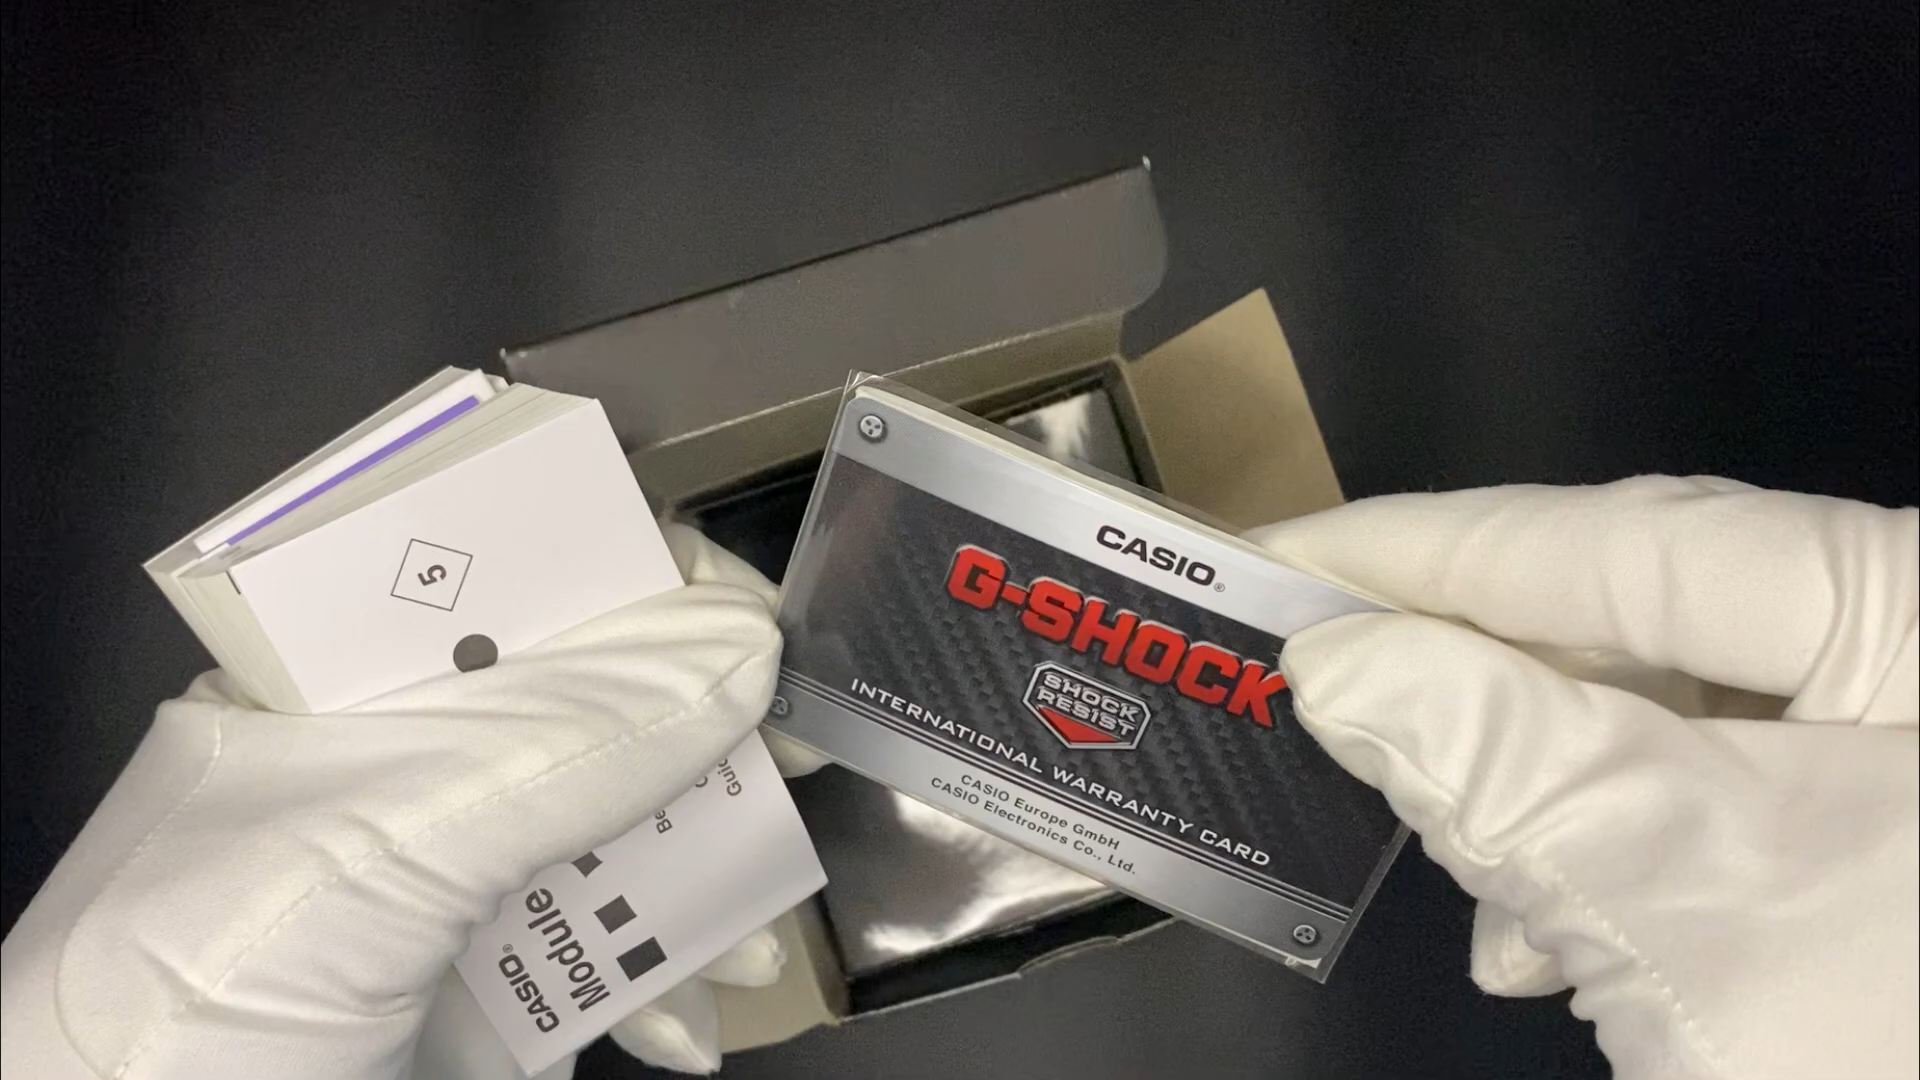 5
CASIO®
G-SHOCK
SHOCK
RESIST
INTERNATIONAL WARRANTY CARD
CASIO Europe GmbH
CASIO Electronics Co., Ltd.
CASIO®
Module